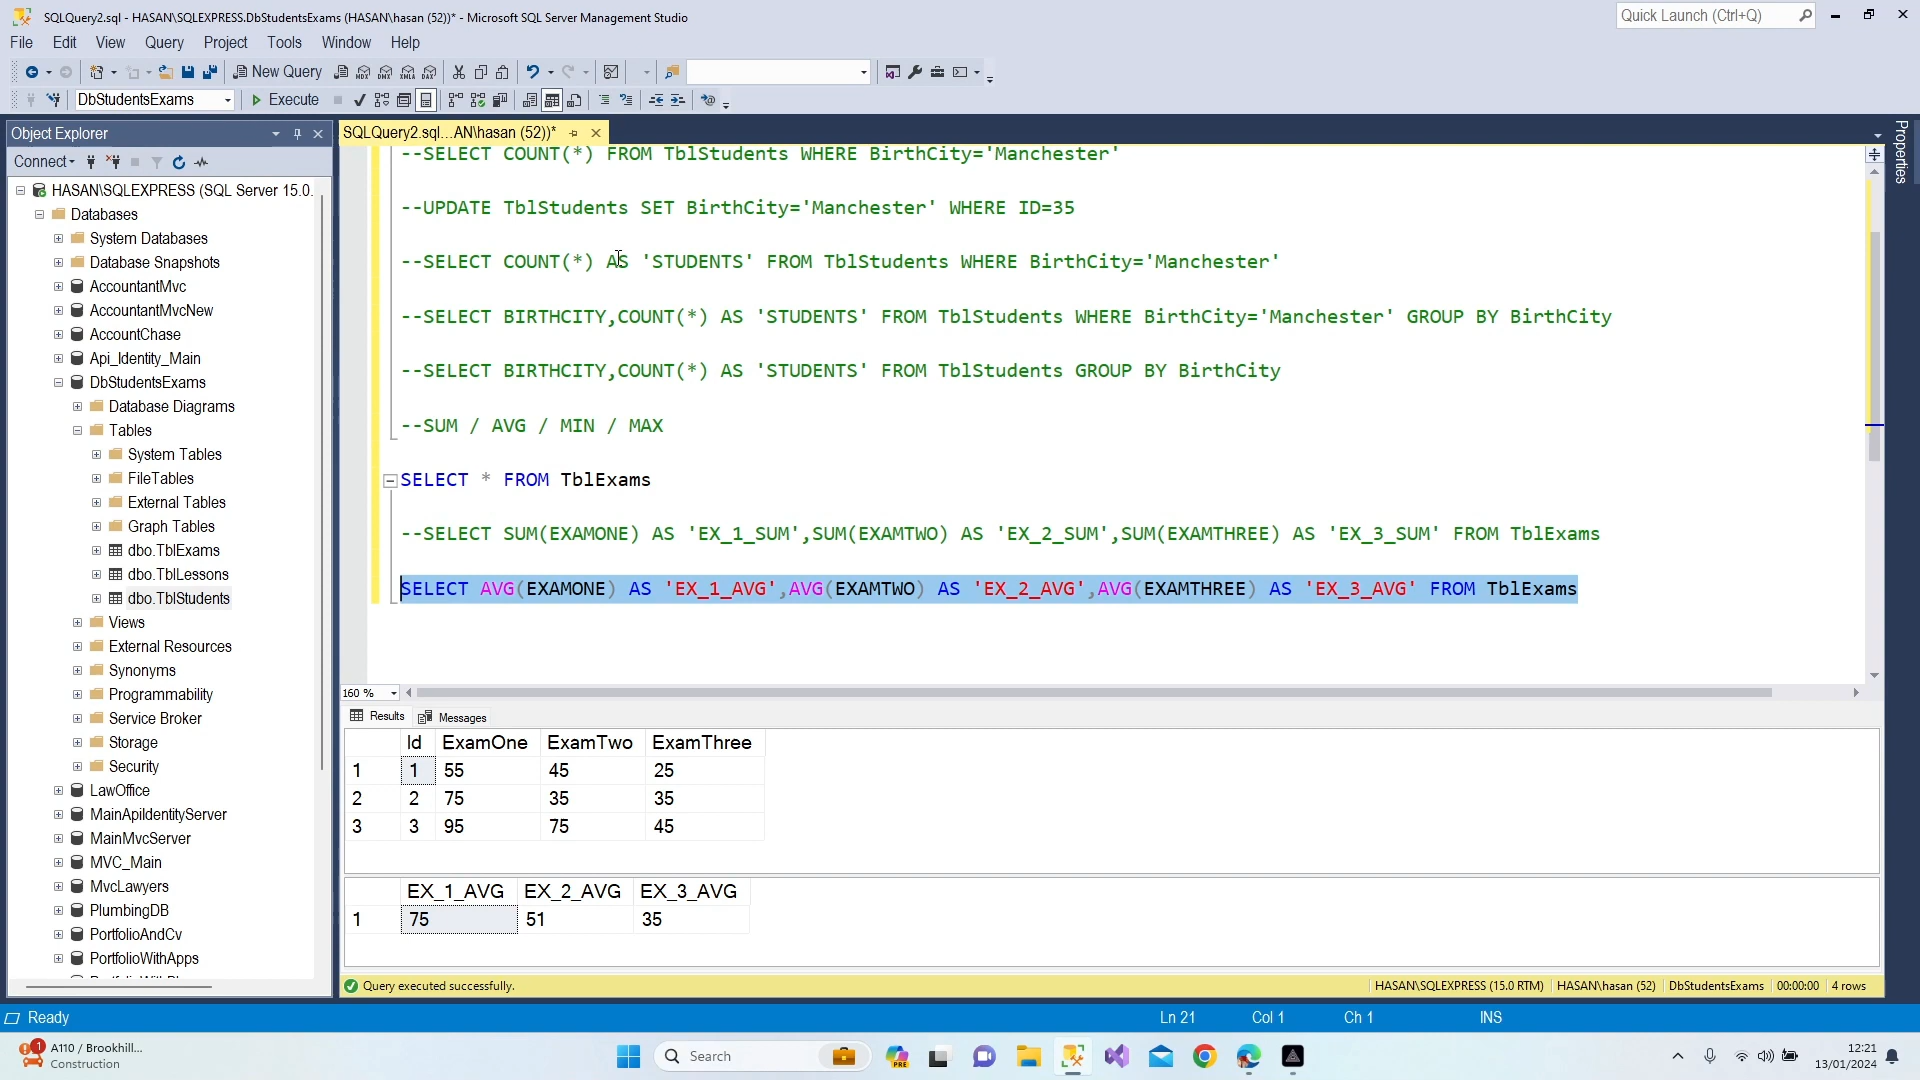 SQLQuery2.sql - HASAN\SQLEXPRESS.DbStudentsExams (HASAN\hasan (52))* - Microsoft SQL Server Management Studio
Quick Launch (Ctrl+Q)
File Edit View Query Project Tools Window Help
New Query
DbStudentsExams
Execute
Object Explorer
SQLQuery2.sql...AN\hasan (52))*
Properties
Connect
HASAN\SQLEXPRESS (SQL Server 15.0.
Databases
System Databases
Database Snapshots
AccountantMvc
AccountantMvcNew
AccountChase
Api_Identity_Main
DbStudentsExams
Database Diagrams
Tables
System Tables
FileTables
External Tables
Graph Tables
dbo.TblExams
dbo.TblLessons
dbo.TblStudents
Views
External Resources
Synonyms
Programmability
Service Broker
Storage
Security
LawOffice
MainApiIdentityServer
MainMvcServer
MVC_Main
MvcLawyers
PlumbingDB
PortfolioAndCv
PortfolioWithApps
--SELECT COUNT(*) FROM TblStudents WHERE BirthCity='Manchester'
--UPDATE TblStudents SET BirthCity='Manchester' WHERE ID=35
--SELECT COUNT(*) AS 'STUDENTS' FROM TblStudents WHERE BirthCity='Manchester'
--SELECT BIRTHCITY,COUNT(*) AS 'STUDENTS' FROM TblStudents WHERE BirthCity='Manchester' GROUP BY BirthCity
--SELECT BIRTHCITY,COUNT(*) AS 'STUDENTS' FROM TblStudents GROUP BY BirthCity
--SUM / AVG / MIN / MAX
SELECT * FROM TblExams
--SELECT SUM(EXAMONE) AS 'EX_1_SUM',SUM(EXAMTWO) AS 'EX_2_SUM',SUM(EXAMTHREE) AS 'EX_3_SUM' FROM TblExams
SELECT AVG(EXAMONE) AS 'EX_1_AVG',AVG(EXAMTWO) AS 'EX_2_AVG',AVG(EXAMTHREE) AS 'EX_3_AVG' FROM TblExams
160 %
Results Messages
Id ExamOne ExamTwo ExamThree
1 1 55 45 25
2 2 75 35 35
3 3 95 75 45
EX_1_AVG EX_2_AVG EX_3_AVG
1 75 51 35
Query executed successfully.
HASAN\SQLEXPRESS (15.0 RTM) HASAN\hasan (52) DbStudentsExams 00:00:00 4 rows
Ready
Ln 21 Col 1 Ch 1 INS
1
A110 / Brookhill...
Construction
Search
PRE
12:21
13/01/2024